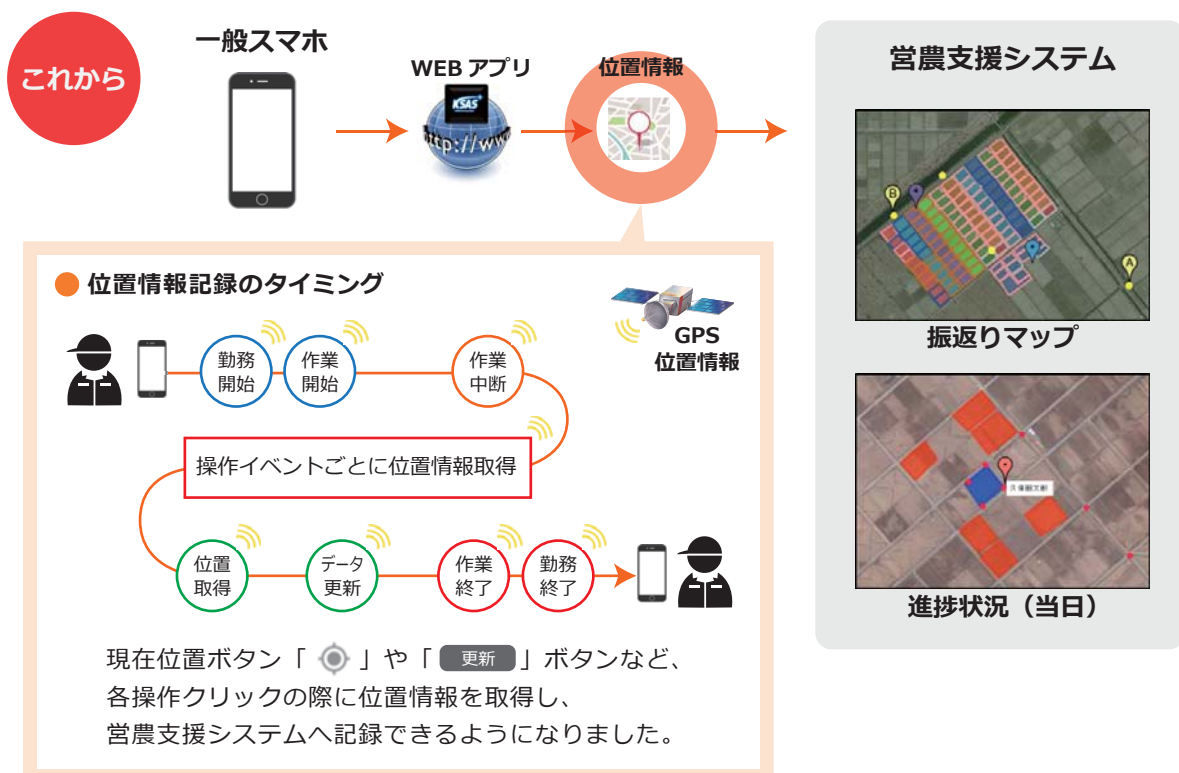 これから
一般スマホ
WEB アプリ
KSAS
http://www
位置情報
営農支援システム
B
A
振返りマップ
進捗状況（当日）
位置情報記録のタイミング
GPS
位置情報
勤務
開始
作業
開始
作業
中断
操作イベントごとに位置情報取得
位置
取得
データ
更新
作業
終了
勤務
終了
現在位置ボタン「 」や「 更新 」ボタンなど、
各操作クリックの際に位置情報を取得し、
営農支援システムへ記録できるようになりました。